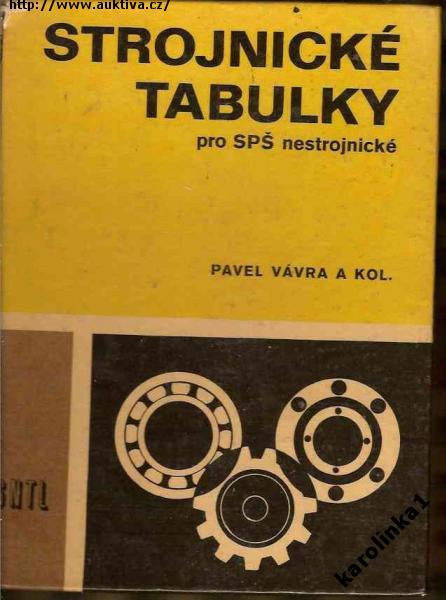 http://www.auktiva.cz/
STROJNICKÉ
TABULKY
pro SPŠ nestrojnické
PAVEL VÁVRA A KOL.
SNTL
karolinka1